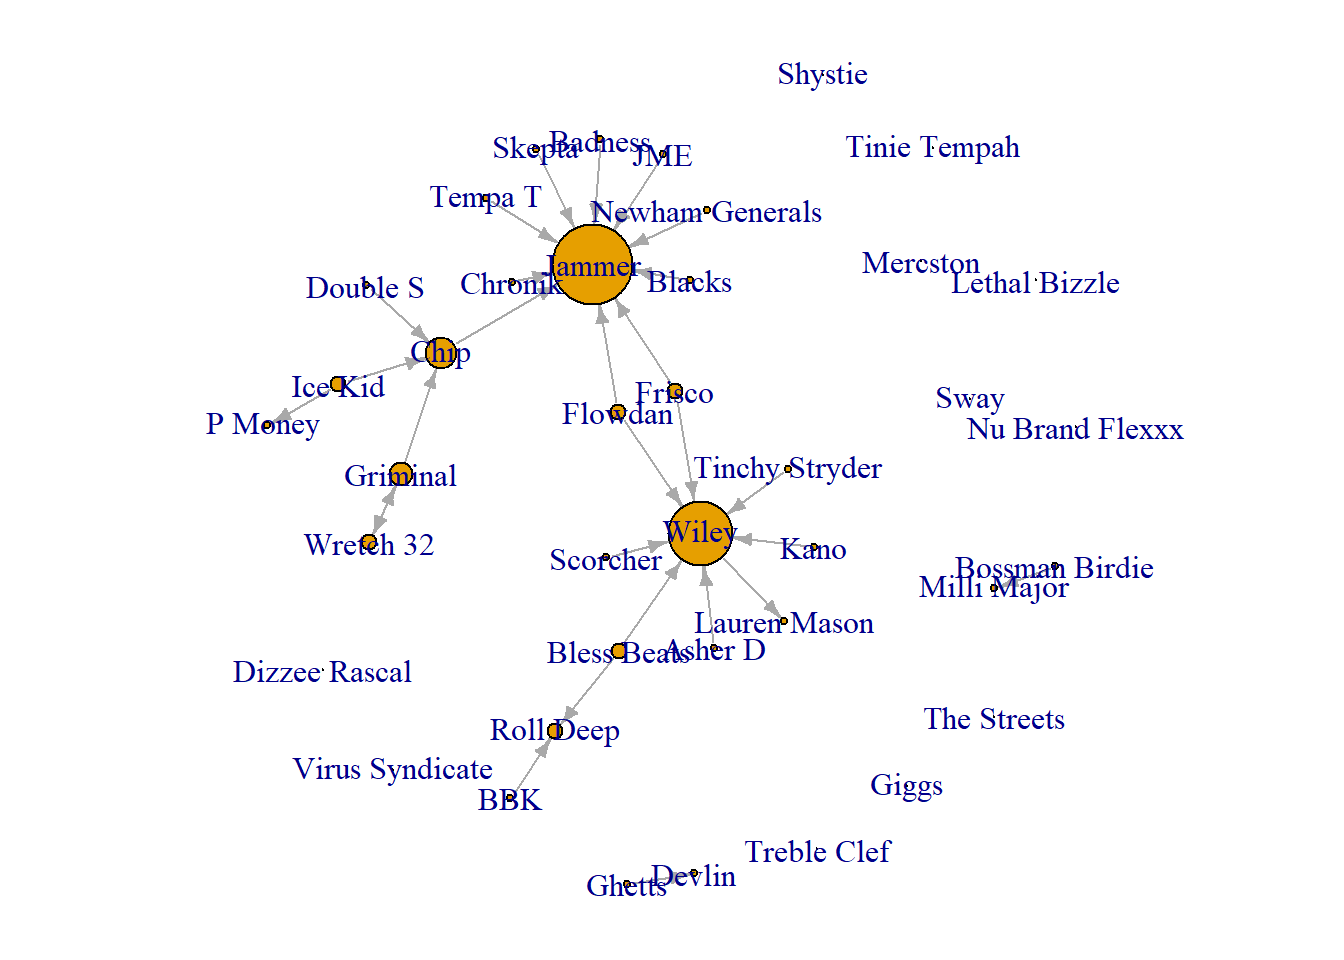 Shystie
Badness
Skepta
JME
Tinie Tempah
Tempa T
Newham Generals
Jammer
Mercston
Double S
Chronik
Blacks
Lethal Bizzle
Chip
Ice Kid
Frisco
Sway
Flowdan
P Money
Nu Brand Flexxx
Griminal
Tinchy Stryder
Wiley
Wretch 32
Kano
Scorcher
Bossman Birdie
Milli Major
Lauren Mason
Bless Beats
Asher D
Dizzee Rascal
The Streets
Roll Deep
Virus Syndicate
Giggs
BBK
Treble Clef
Devlin
Ghetts